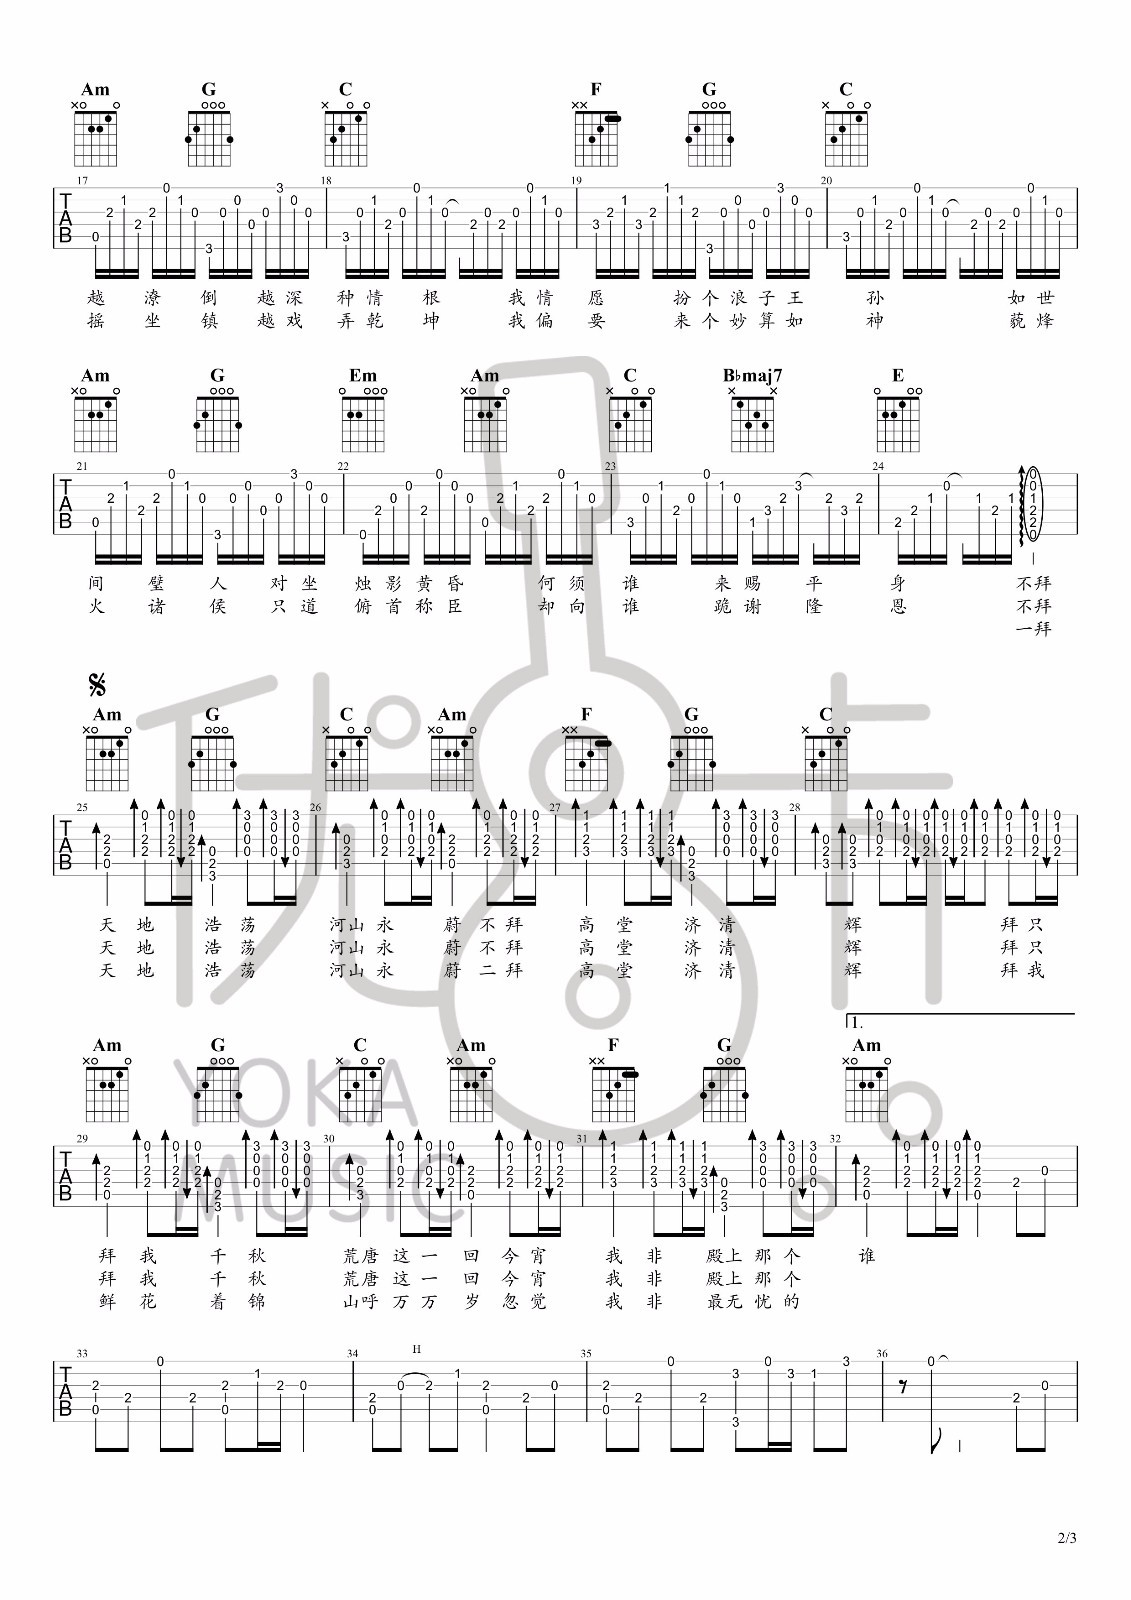 Am G C F G C
17 18 19 20
越 潦 倒 越 深 种 情 根 我 情 愿 扮 个 浪 子 王 孙 如 世
摇 坐 镇 越 戏 弄 乾 坤 我 偏 要 来 个 妙 算 如 神 藐 烽
Am G Em Am C B♭maj7 E
21 22 23 24
间 璧 人 对 坐 烛 影 黄 昏 何 须 谁 来 赐 平 身 不 拜
火 诸 侯 只 道 俯 首 称 臣 却 向 谁 跪 谢 隆 恩 不 拜
一 拜
Am G C Am F G C
25 26 27 28
天 地 浩 荡 河 山 永 蔚 不 拜 高 堂 济 清 辉 拜 只
天 地 浩 荡 河 山 永 蔚 不 拜 高 堂 济 清 辉 拜 只
天 地 浩 荡 河 山 永 蔚 二 拜 高 堂 济 清 辉 拜 我
1.
Am G C Am F G Am
29 30 31 32
拜 我 千 秋 荒 唐 这 一 回 今 宵 我 非 殿 上 那 个 谁
拜 我 千 秋 荒 唐 这 一 回 今 宵 我 非 殿 上 那 个
鲜 花 着 锦 山 呼 万 万 岁 忽 觉 我 非 最 无 忧 的
33 34 H 35 36
优卡
YOKA
MUSIC
2/3